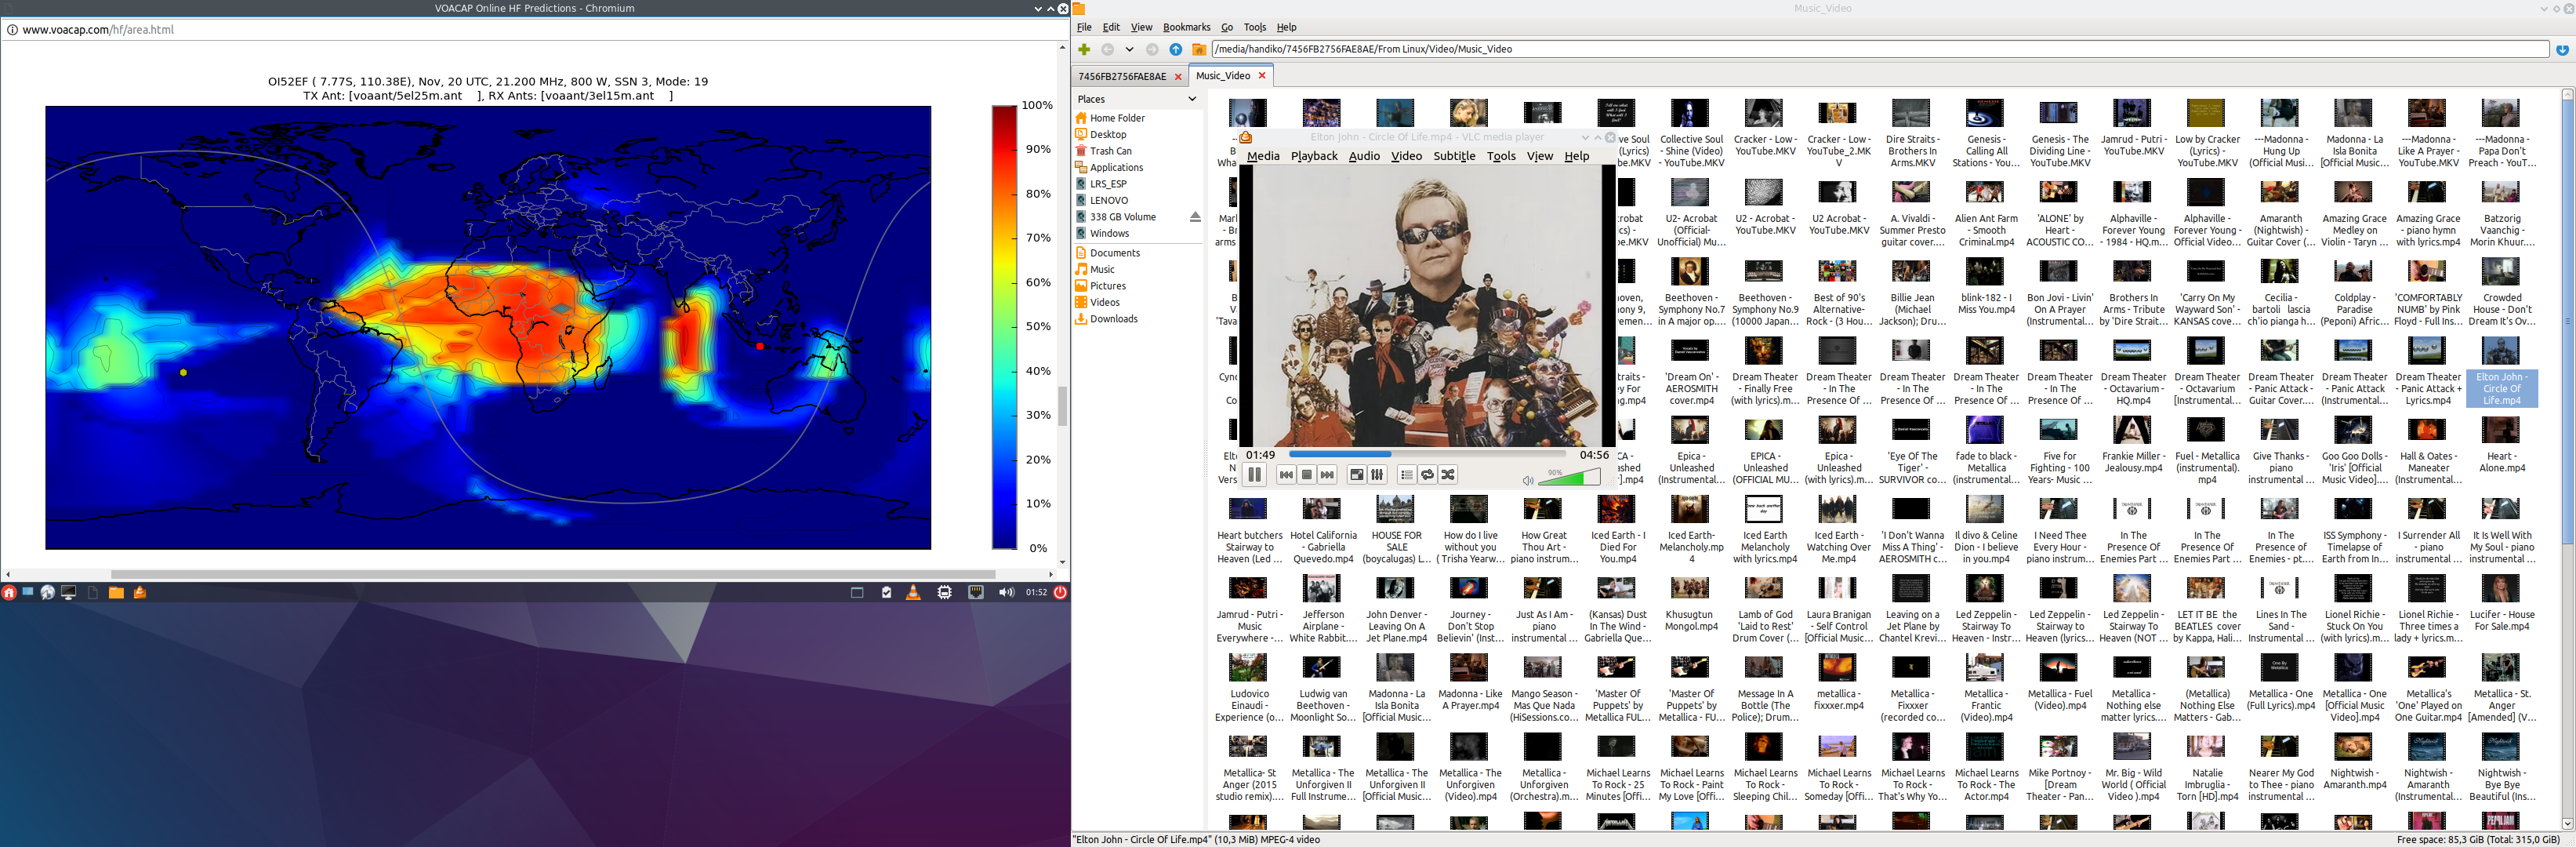 VOACAP Online HF Predictions - Chromium
www.voacap.com/hf/area.html
OI52EF ( 7.77S, 110.38E), Nov, 20 UTC, 21.200 MHz, 800 W, SSN 3, Mode: 19
TX Ant: [voaant/5el25m.ant ], RX Ants: [voaant/3el15m.ant ]
100%
90%
80%
70%
60%
50%
40%
30%
20%
10%
0%
01:52
Music_Video
File Edit View Bookmarks Go Tools Help
/media/handiko/7456FB2756FAE8AE/From Linux/Video/Music_Video
7456FB2756FAE8AE
Music_Video
Places
Home Folder
Desktop
Trash Can
Applications
LRS_ESP
LENOVO
338 GB Volume
Windows
Documents
Music
Pictures
Videos
Downloads
Elton John - Circle Of Life.mp4 - VLC media player
Media Playback Audio Video Subtitle Tools View Help
01:49
04:56
90%
Collective Soul - Shine (Video) - YouTube.MKV
Cracker - Low - YouTube.MKV
Cracker - Low - YouTube_2.MKV
Dire Straits - Brothers In Arms.MKV
Genesis - Calling All Stations - You...
Genesis - The Dividing Line - YouTube.MKV
Jamrud - Putri - YouTube.MKV
Low by Cracker (Lyrics) - YouTube.MKV
---Madonna - Hung Up (Official Music...
Madonna - La Isla Bonita [Official Music...
---Madonna - Like A Prayer - YouTube.MKV
---Madonna - Papa Don't Preach - YouT...
U2- Acrobat (Official-Unofficial) Mu...
U2 - Acrobat - YouTube.MKV
U2 Acrobat - YouTube.MKV
A. Vivaldi - Summer Presto guitar cover....
Alien Ant Farm - Smooth Criminal.mp4
'ALONE' by Heart - ACOUSTIC CO...
Alphaville - Forever Young - 1984 - HQ.m...
Alphaville - Forever Young - Official Video...
Amaranth (Nightwish) - Guitar Cover (...
Amazing Grace Medley on Violin - Taryn ...
Amazing Grace - piano hymn with lyrics.mp4
Batzorig Vaanchig - Morin Khuur....
Beethoven - Symphony No.7 in A major op....
Beethoven - Symphony No.9 (10000 Japan...
Best of 90's Alternative-Rock - (3 Hou...
Billie Jean (Michael Jackson); Dru...
blink-182 - I Miss You.mp4
Bon Jovi - Livin' On A Prayer (Instrumental...
Brothers In Arms - Tribute by 'Dire Strait...
'Carry On My Wayward Son' - KANSAS cove...
Cecilia - bartoli lascia ch'io pianga h...
Coldplay - Paradise (Peponi) Afric...
'COMFORTABLY NUMB' by Pink Floyd - Full Ins...
Crowded House - Don't Dream It's Ov...
'Dream On' - AEROSMITH cover.mp4
Dream Theater - Finally Free (with lyrics).m...
Dream Theater - In The Presence Of ...
Dream Theater - In The Presence Of ...
Dream Theater - In The Presence Of ...
Dream Theater - In The Presence Of ...
Dream Theater - Octavarium - HQ.mp4
Dream Theater - Octavarium [Instrumental...
Dream Theater - Panic Attack - Guitar Cover....
Dream Theater - Panic Attack (Instrumental...
Dream Theater - Panic Attack + Lyrics.mp4
Elton John - Circle Of Life.mp4
Epica - Unleashed (Instrumental...
EPICA - Unleashed (OFFICIAL MU...
Epica - Unleashed (with lyrics).m...
'Eye Of The Tiger' - SURVIVOR co...
fade to black - Metallica (instrumental)...
Five for Fighting - 100 Years- Music ...
Frankie Miller - Jealousy.mp4
Fuel - Metallica (instrumental).mp4
Give Thanks - piano instrumental ...
Goo Goo Dolls - 'Iris' [Official Music Video]....
Hall & Oates - Maneater (Instrumental...
Heart - Alone.mp4
Heart butchers Stairway to Heaven (Led ...
Hotel California - Gabriella Quevedo.mp4
HOUSE FOR SALE (boycalugas) L...
How do I live without you ( Trisha Yearw...
How Great Thou Art - piano instrum...
Iced Earth - I Died For You.mp4
Iced Earth- Melancholy.mp4
Iced Earth Melancholy with lyrics.mp4
Iced Earth - Watching Over Me.mp4
'I Don't Wanna Miss A Thing' - AEROSMITH c...
Il divo & Celine Dion - I believe in you.mp4
I Need Thee Every Hour - piano instrum...
In The Presence Of Enemies Part ...
In The Presence Of Enemies Part ...
In The Presence of Enemies - pt....
ISS Symphony - Timelapse of Earth from In...
I Surrender All - piano instrumental ...
It Is Well With My Soul - piano instrumental ...
Jamrud - Putri - Music Everywhere -...
Jefferson Airplane - White Rabbit....
John Denver - Leaving On A Jet Plane.mp4
Journey - Don't Stop Believin' (Inst...
Just As I Am - piano instrumental ...
(Kansas) Dust In The Wind - Gabriella Que...
Khusugtun Mongol.mp4
Lamb of God 'Laid to Rest' Drum Cover (...
Laura Branigan - Self Control [Official Music...
Leaving on a Jet Plane by Chantel Krevi...
Led Zeppelin - Stairway To Heaven - Instr...
Led Zeppelin - Stairway to Heaven (lyrics...
Led Zeppelin - Stairway To Heaven (NOT ...
LET IT BE the BEATLES cover by Kappa, Hali...
Lines In The Sand - Instrumental ...
Lionel Richie - Stuck On You (with lyrics).m...
Lionel Richie - Three times a lady + lyrics.m...
Lucifer - House For Sale.mp4
Ludovico Einaudi - Experience (o...
Ludwig van Beethoven - Moonlight So...
Madonna - La Isla Bonita [Official Music...
Madonna - Like A Prayer.mp4
Mango Season - Mas Que Nada (HiSessions.co...
'Master Of Puppets' by Metallica FUL...
'Master Of Puppets' by Metallica - FU...
Message In A Bottle (The Police); Drum...
metallica - fixxxer.mp4
Metallica - Fixxxer (recorded co...
Metallica - Frantic (Video).mp4
Metallica - Fuel (Video).mp4
Metallica - Nothing else matter lyrics....
(Metallica) Nothing Else Matters - Gab...
Metallica - One (Full Lyrics).mp4
Metallica - One [Official Music Video].mp4
Metallica's 'One' Played on One Guitar.mp4
Metallica - St. Anger [Amended] (V...
Metallica- St Anger (2015 studio remix)....
Metallica - The Unforgiven II Full Instrume...
Metallica - The Unforgiven II [Official Music...
Metallica - The Unforgiven (Video).mp4
Metallica - Unforgiven (Orchestra).m...
Michael Learns To Rock - 25 Minutes [Offi...
Michael Learns To Rock - Paint My Love [Offi...
Michael Learns To Rock - Sleeping Chil...
Michael Learns To Rock - Someday [Offi...
Michael Learns To Rock - That's Why Yo...
Michael Learns To Rock - The Actor.mp4
Mike Portnoy - [Dream Theater - Pan...
Mr. Big - Wild World ( Official Video ).mp4
Natalie Imbruglia - Torn [HD].mp4
Nearer My God to Thee - piano instrumental ...
Nightwish - Amaranth.mp4
Nightwish - Amaranth (Instrumental...
Nightwish - Bye Bye Beautiful (Ins...
"Elton John - Circle Of Life.mp4" (10,3 MiB) MPEG-4 video
Free space: 85,3 GiB (Total: 315,0 GiB)